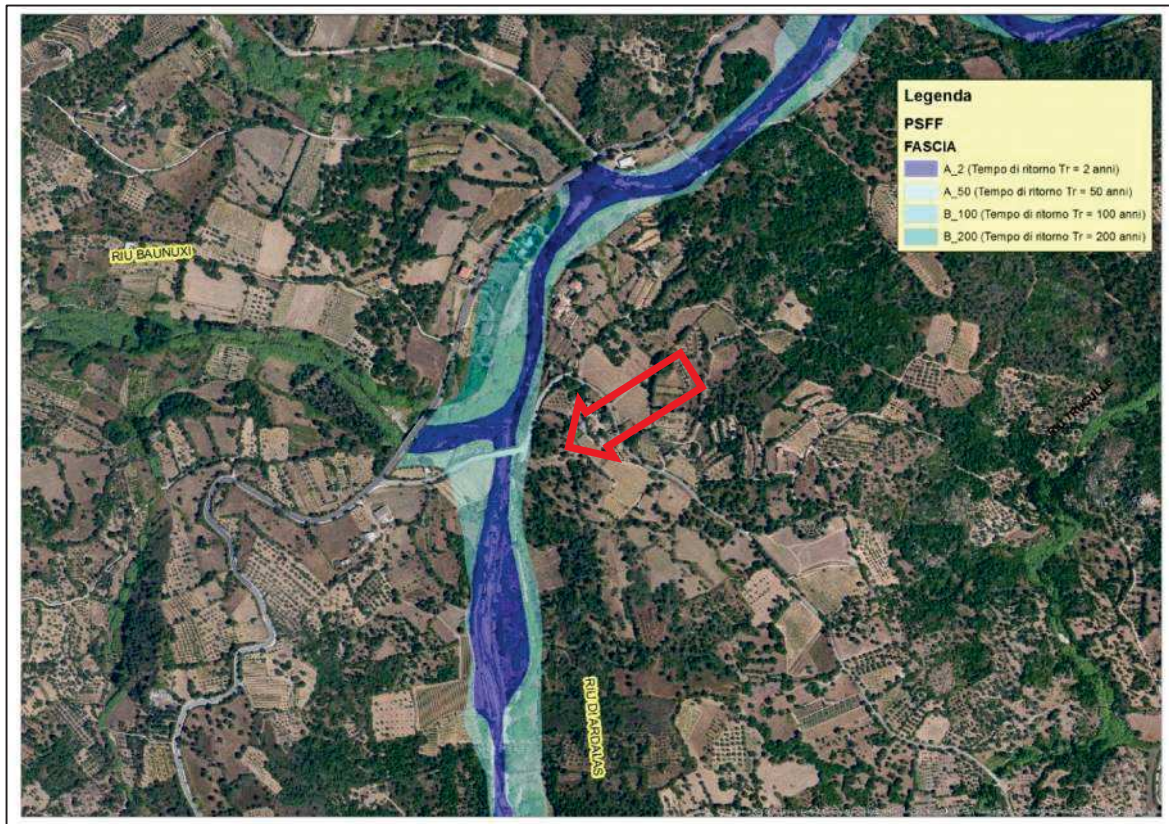 Legenda
PSFF
FASCIA
A_2 (Tempo di ritorno Tr = 2 anni)
A_50 (Tempo di ritorno Tr = 50 anni)
B_100 (Tempo di ritorno Tr = 100 anni)
B_200 (Tempo di ritorno Tr = 200 anni)
RIU BAUNUXI
RIU DI ARDALAS